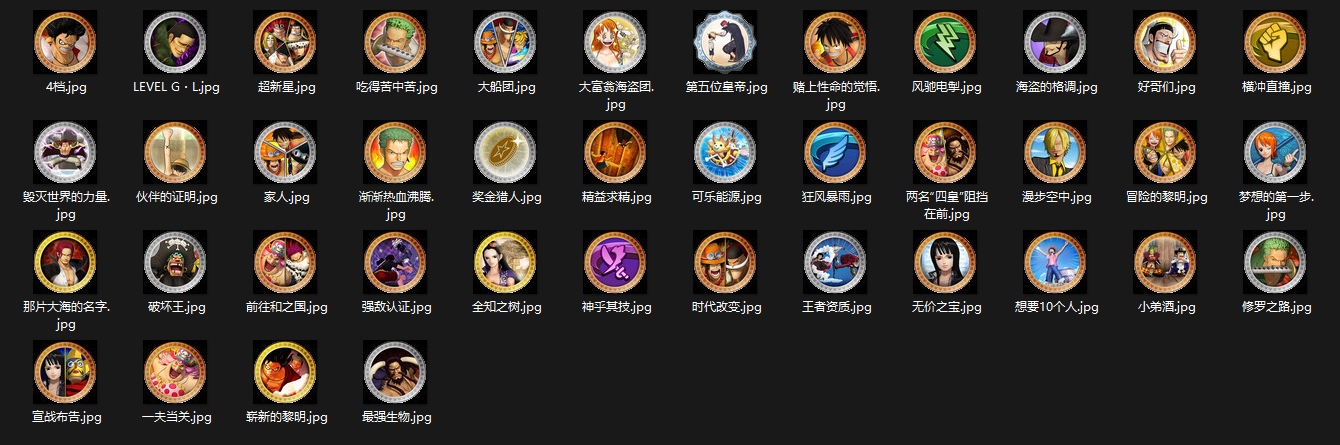 4档.jpg
LEVEL G・L.jpg
超新星.jpg
吃得苦中苦.jpg
大船团.jpg
大富翁海盗团.
jpg
第五位皇帝.jpg
赌上性命的觉悟.
jpg
风驰电掣.jpg
海盗的格调.jpg
好哥们.jpg
横冲直撞.jpg
毁灭世界的力量.
jpg
伙伴的证明.jpg
家人.jpg
渐渐热血沸腾.
jpg
奖金猎人.jpg
精益求精.jpg
可乐能源.jpg
狂风暴雨.jpg
两名“四皇”阻挡
在前.jpg
漫步空中.jpg
冒险的黎明.jpg
梦想的第一步.
jpg
那片大海的名字.
jpg
破坏王.jpg
前往和之国.jpg
强敌认证.jpg
全知之树.jpg
神乎其技.jpg
时代改变.jpg
王者资质.jpg
无价之宝.jpg
想要10个人.jpg
小弟酒.jpg
修罗之路.jpg
宣战布告.jpg
一夫当关.jpg
崭新的黎明.jpg
最强生物.jpg